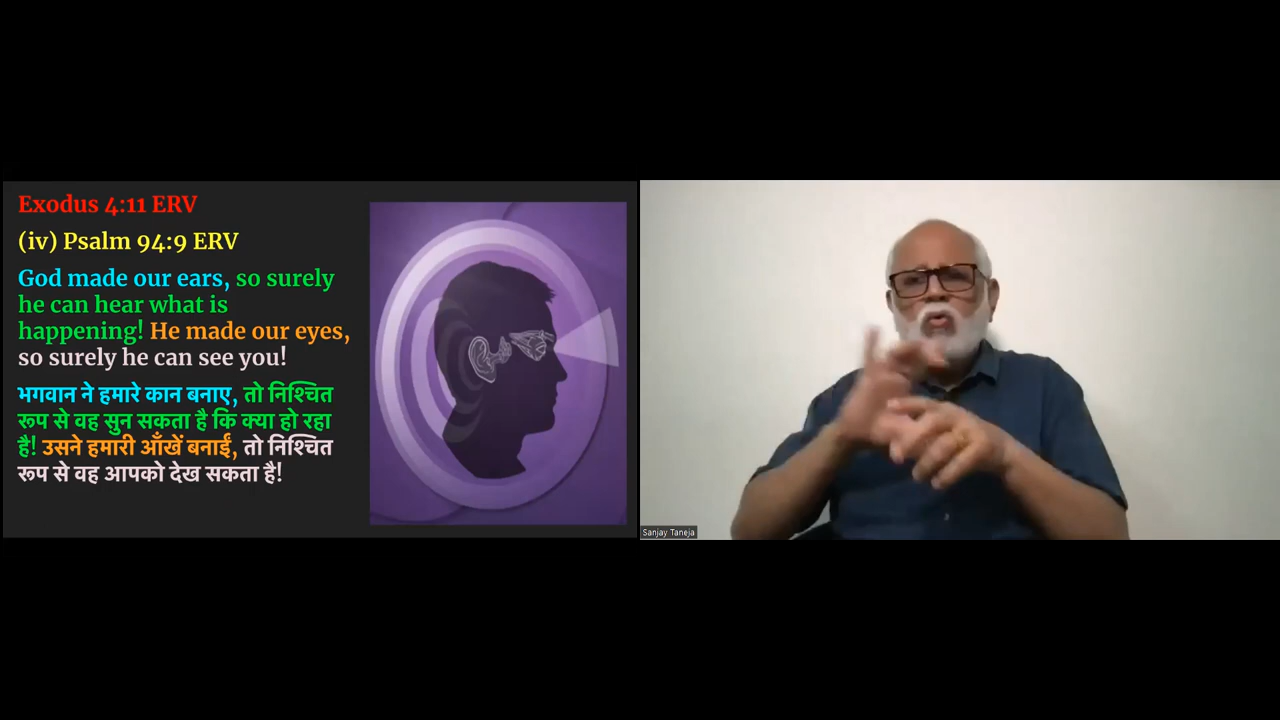 Exodus 4:11 ERV
(iv) Psalm 94:9 ERV
God made our ears, so surely
he can hear what is
happening! He made our eyes,
so surely he can see you!
भगवान ने हमारे कान बनाए, तो निश्चित
रूप से वह सुन सकता है कि क्या हो रहा
है! उसने हमारी आँखें बनाईं, तो निश्चित
रूप से वह आपको देख सकता है!
Sanjay Taneja